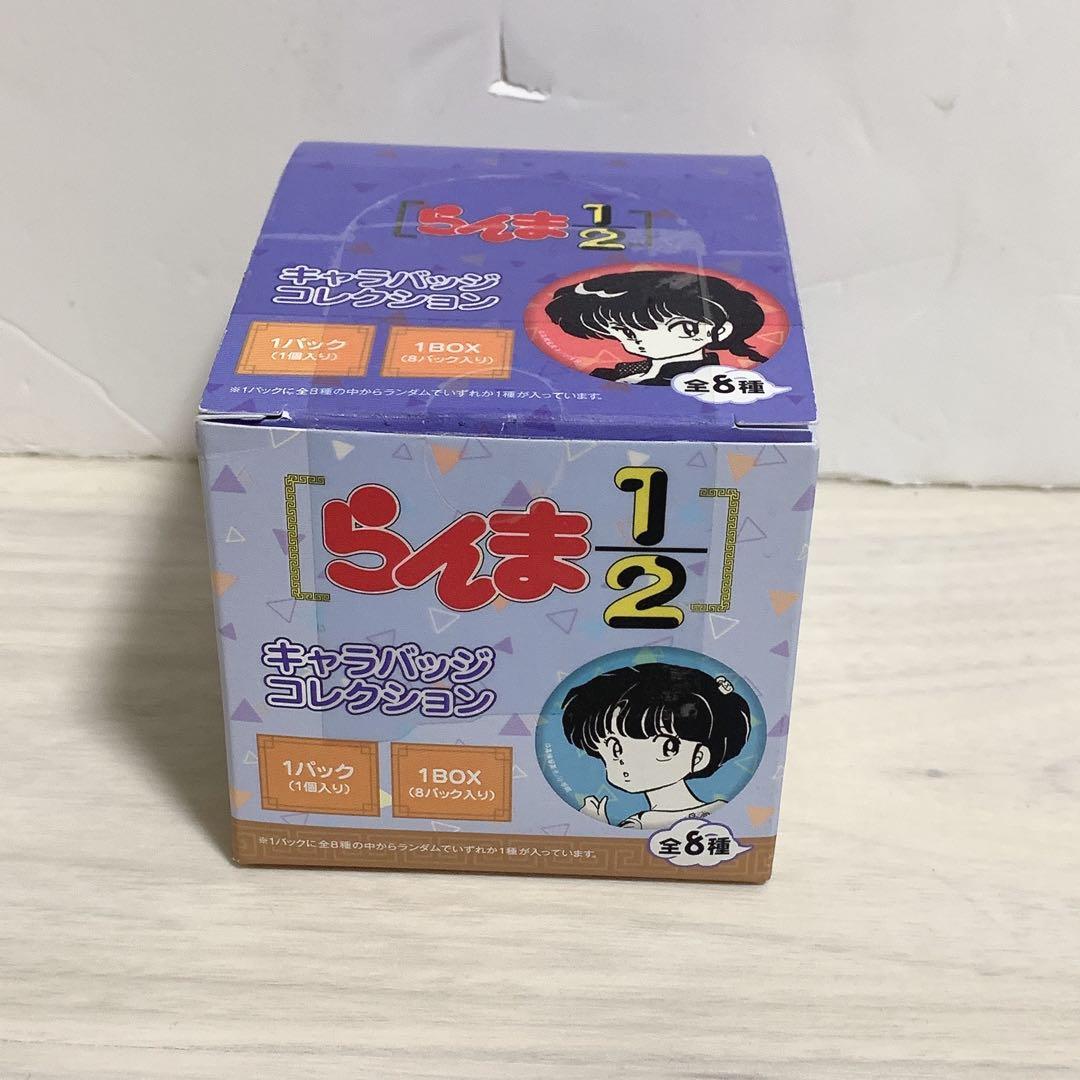 らんま1/2
キャラバッジ
コレクション
1パック
(1個入り)
1BOX
(8パック入り)
全8種
※1パックに全8種の中からランダムでいずれか1種が入っています。
らんま1/2
キャラバッジ
コレクション
1パック
(1個入り)
1BOX
(8パック入り)
全8種
※1パックに全8種の中からランダムでいずれか1種が入っています。